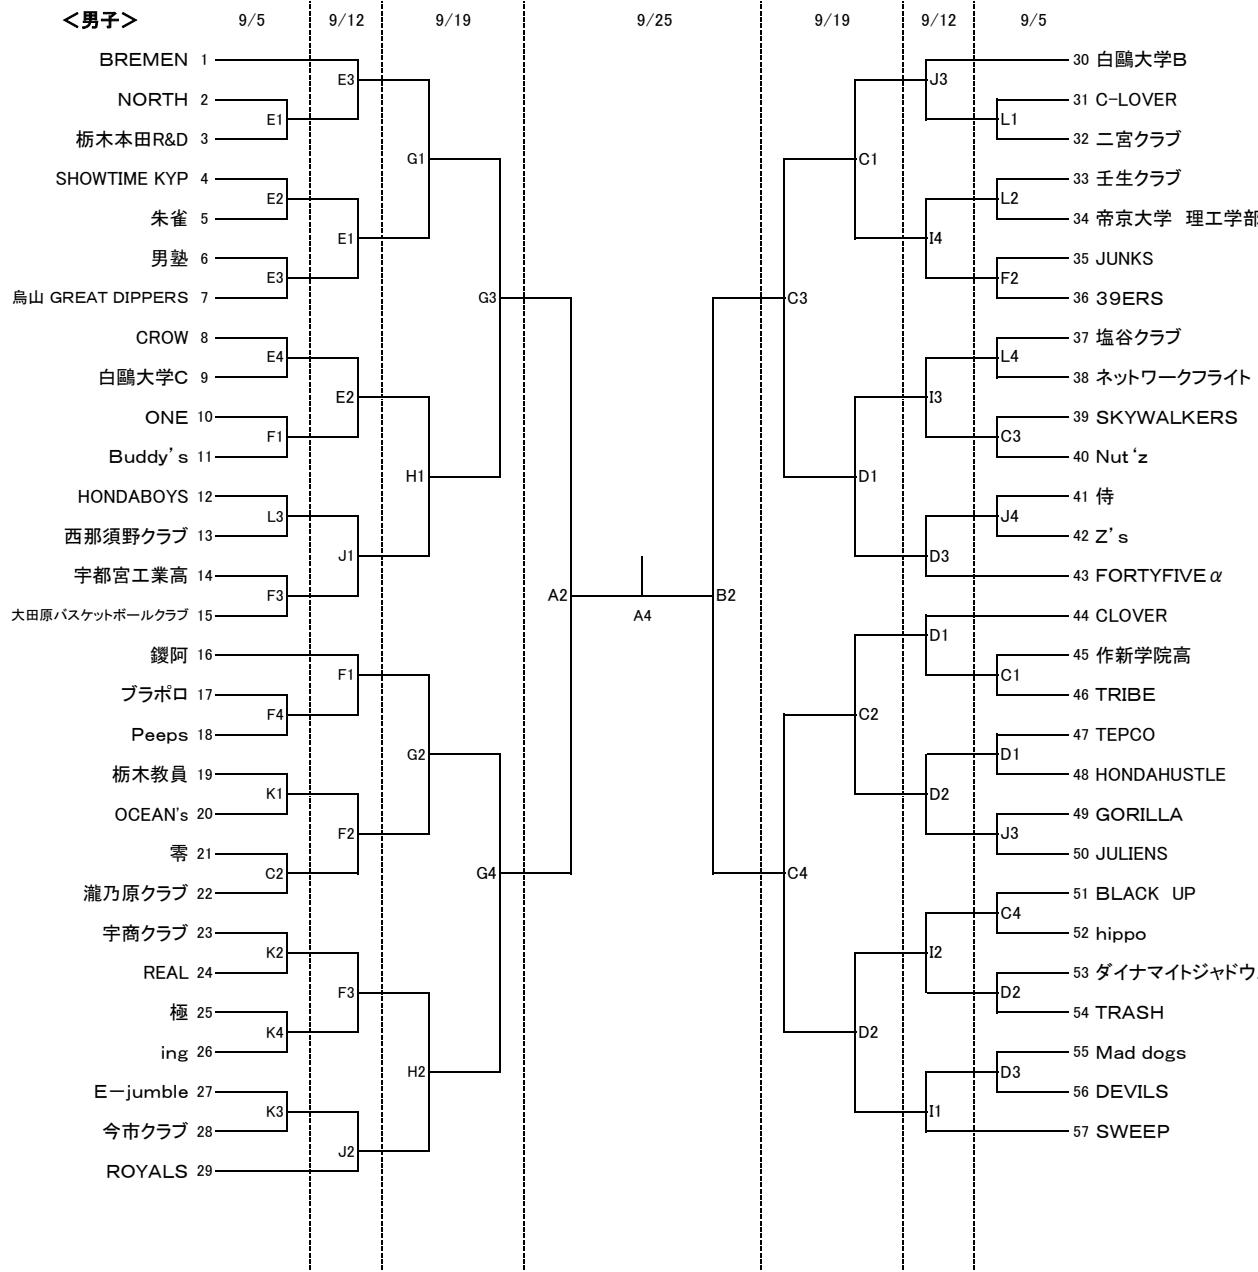 ＜男子＞ 9/5 9/12 9/19 9/25 9/19 9/12 9/5
BREMEN 1
30 白鷗大学B
E3
J3
NORTH 2
31 C-LOVER
E1
L1
栃木本田R&D 3
32 二宮クラブ
G1
C1
SHOWTIME KYP 4
33 壬生クラブ
E2
L2
朱雀 5
34 帝京大学　理工学部
E1
I4
男塾 6
35 JUNKS
E3
F2
烏山 GREAT DIPPERS 7
36 39ERS
G3
C3
CROW 8
37 塩谷クラブ
E4
L4
白鷗大学C 9
38 ネットワークフライト
E2
I3
ONE 10
39 SKYWALKERS
F1
C3
Buddy’s 11
40 Nut‘z
H1
D1
HONDABOYS 12
41 侍
L3
J4
西那須野クラブ 13
42 Z’s
J1
D3
宇都宮工業高 14
43 FORTYFIVEα
F3
A2
B2
大田原バスケットボールクラブ 15
A4
44 CLOVER
D1
鑁阿 16
45 作新学院高
F1
C1
ブラポロ 17
46 TRIBE
F4
C2
Peeps 18
47 TEPCO
G2
D1
栃木教員 19
48 HONDAHUSTLE
K1
D2
OCEAN's 20
49 GORILLA
F2
J3
零 21
50 JULIENS
C2
G4
C4
瀧乃原クラブ 22
51 BLACK　UP
C4
宇商クラブ 23
52 hippo
K2
I2
REAL 24
53 ダイナマイトジャドウ
F3
D2
極 25
54 TRASH
K4
D2
ing 26
55 Mad dogs
H2
D3
E－jumble 27
56 DEVILS
K3
I1
今市クラブ 28
57 SWEEP
J2
ROYALS 29